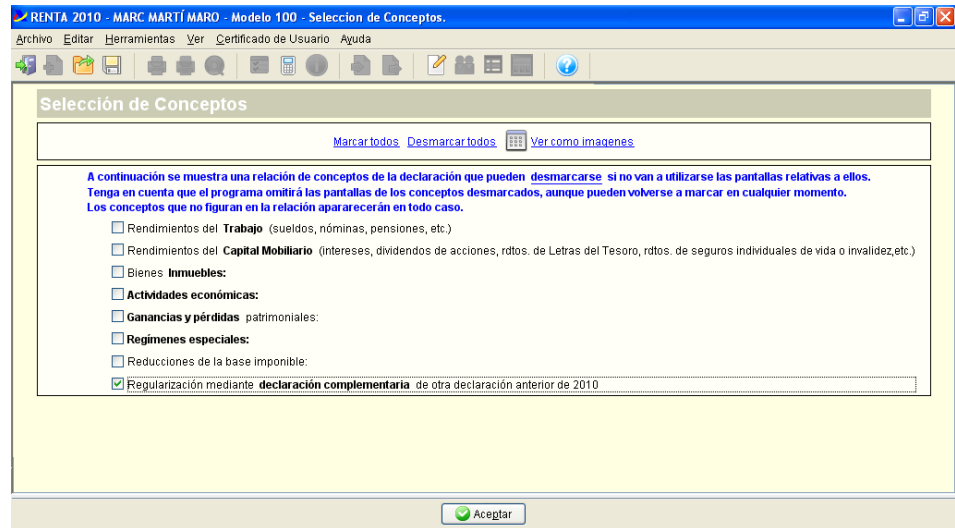 RENTA 2010 - MARC MARTÍ MARO - Modelo 100 - Seleccion de Conceptos.
Archivo Editar Herramientas Ver Certificado de Usuario Ayuda
Selección de Conceptos
Marcar todos Desmarcar todos Ver como imagenes
A continuación se muestra una relación de conceptos de la declaración que pueden desmarcarse si no van a utilizarse las pantallas relativas a ellos.
Tenga en cuenta que el programa omitirá las pantallas de los conceptos desmarcados, aunque pueden volverse a marcar en cualquier momento.
Los conceptos que no figuran en la relación apararecerán en todo caso.
Rendimientos del Trabajo (sueldos, nóminas, pensiones, etc.)
Rendimientos del Capital Mobiliario (intereses, dividendos de acciones, rdtos. de Letras del Tesoro, rdtos. de seguros individuales de vida o invalidez,etc.)
Bienes Inmuebles:
Actividades económicas:
Ganancias y pérdidas patrimoniales:
Regímenes especiales:
Reducciones de la base imponible:
Regularización mediante declaración complementaria de otra declaración anterior de 2010
Aceptar